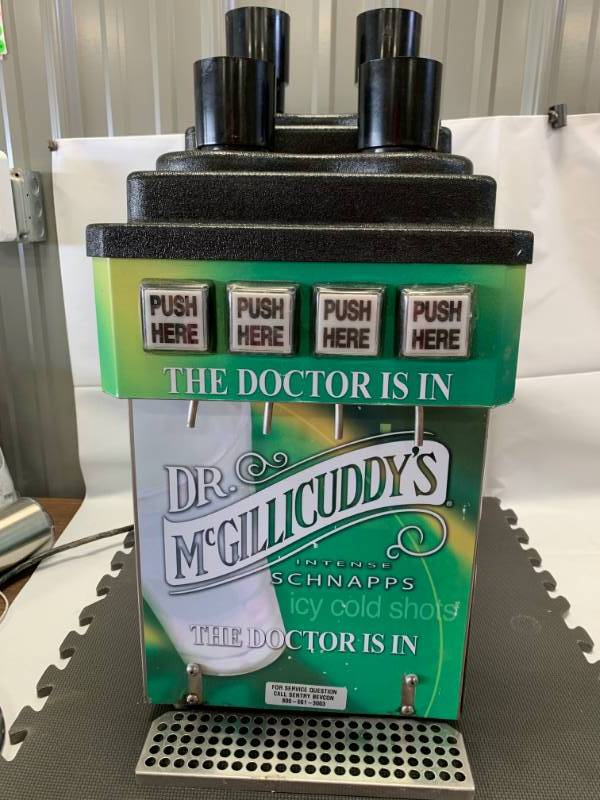 PUSH HERE
PUSH HERE
PUSH HERE
PUSH HERE
THE DOCTOR IS IN
DR.
McGILLICUDDY'S
INTENSE
SCHNAPPS
icy cold shots
THE DOCTOR IS IN
FOR SERVICE QUESTION
CALL SENTRY BEVCON